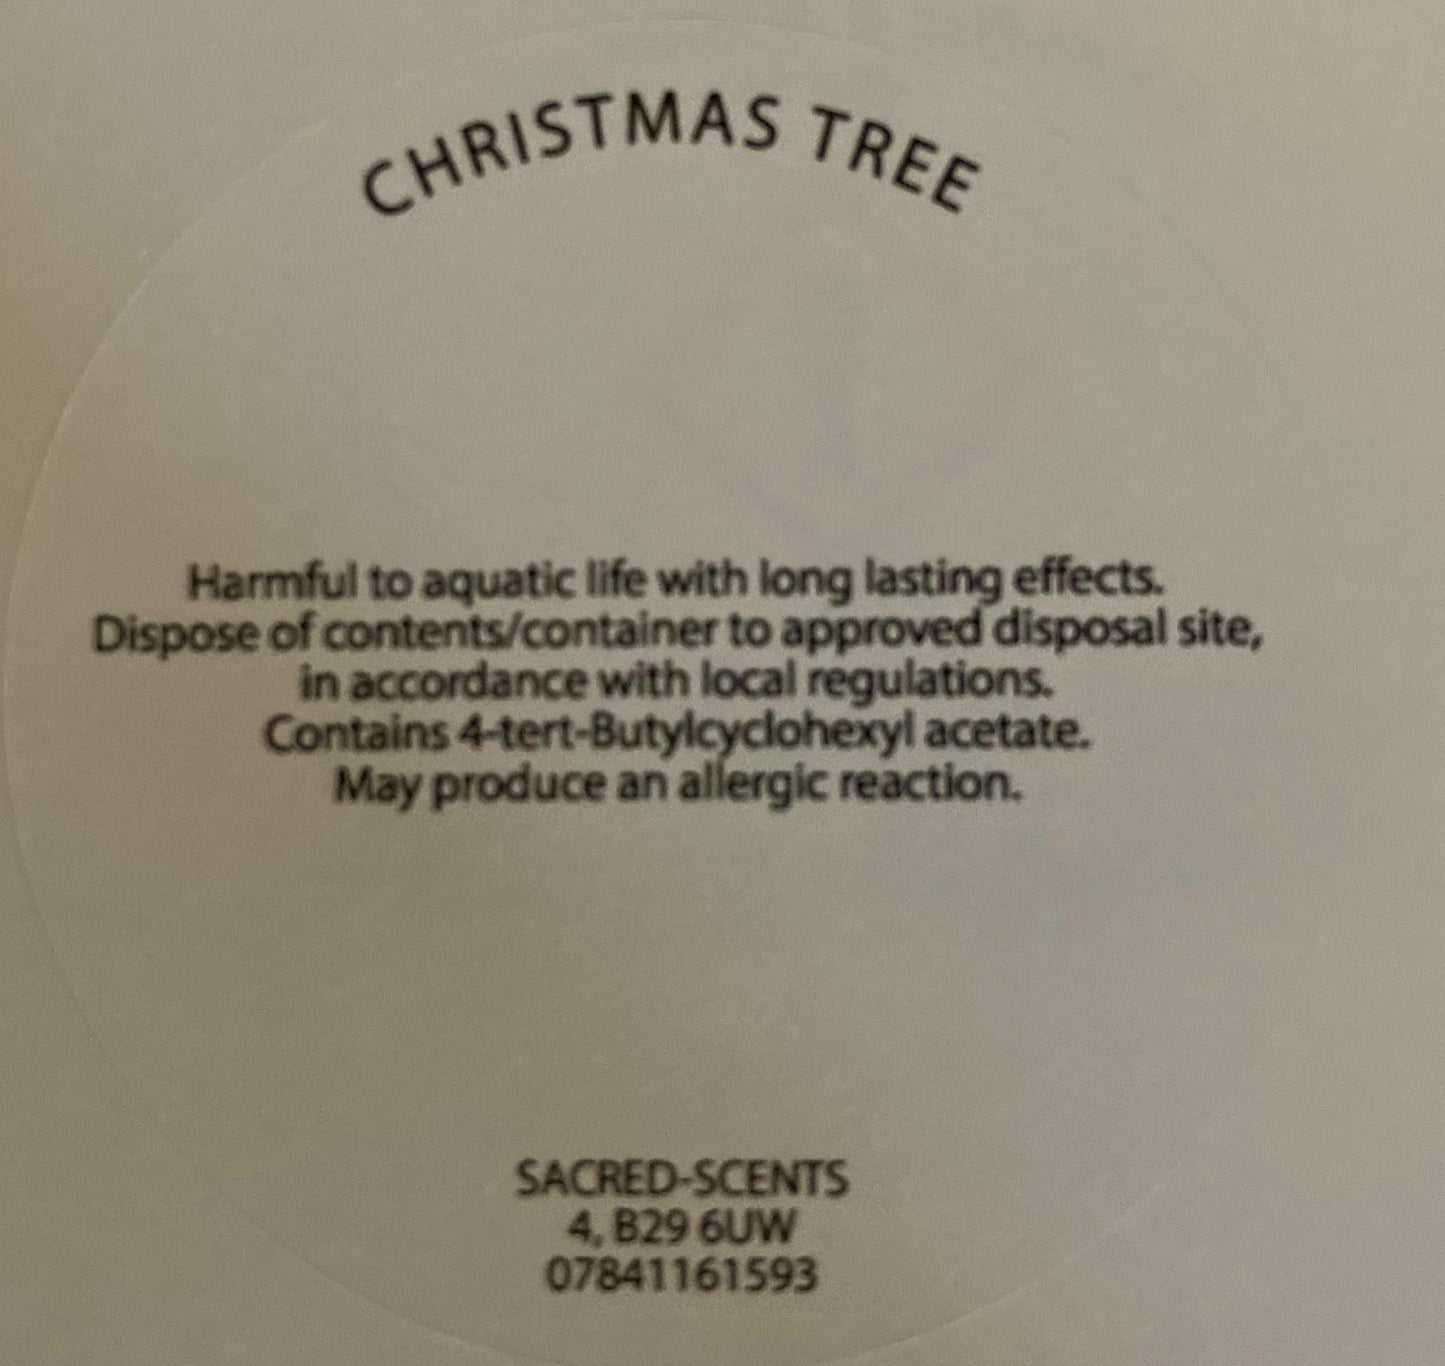 CHRISTMAS TREE
Harmful to aquatic life with long lasting effects.
Dispose of contents/container to approved disposal site,
in accordance with local regulations.
Contains 4-tert-Butylcyclohexyl acetate.
May produce an allergic reaction.
SACRED-SCENTS
4, B29 6UW
07841161593